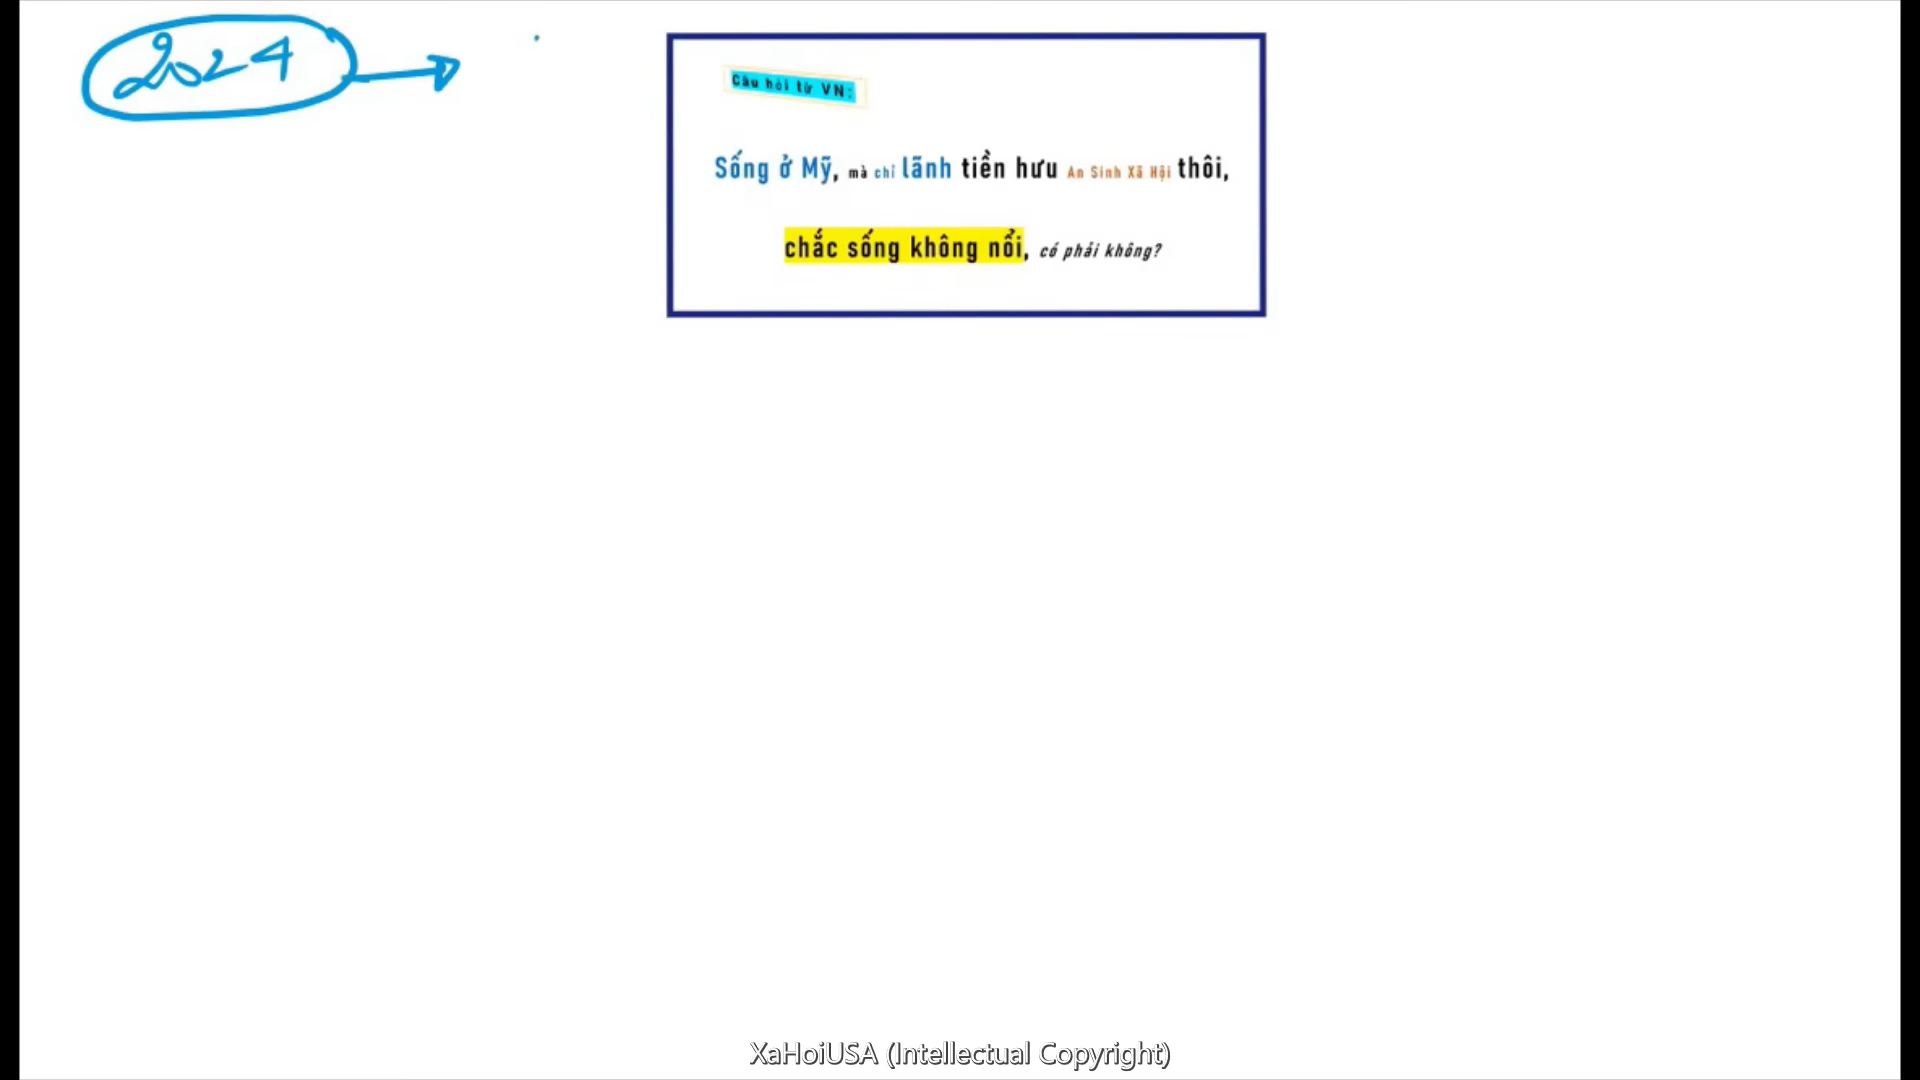 2024
Câu hỏi từ VN:
Sống ở Mỹ, mà chỉ lãnh tiền hưu An Sinh Xã Hội thôi,
chắc sống không nổi, có phải không?
XaHoiUSA (Intellectual Copyright)